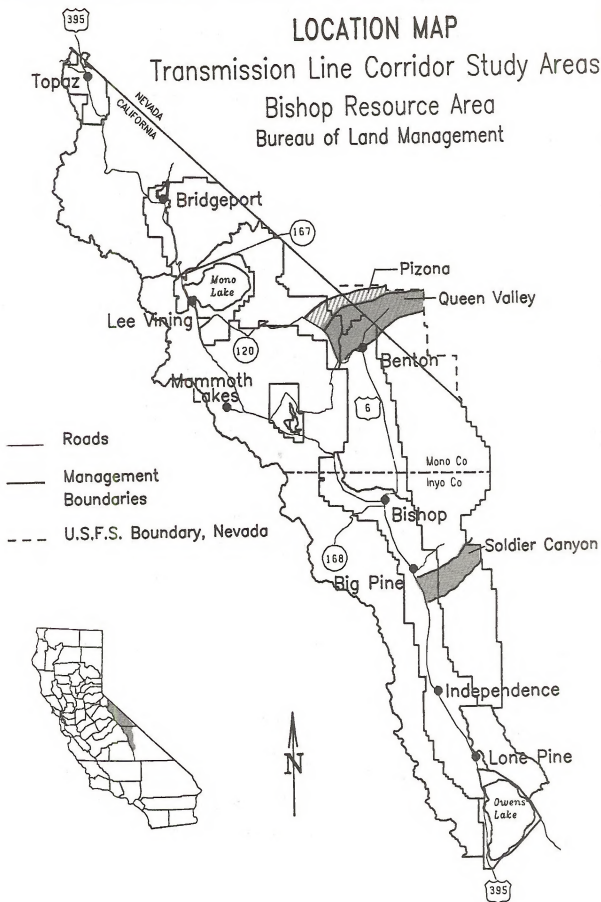 LOCATION MAP
Transmission Line Corridor Study Areas
Bishop Resource Area
Bureau of Land Management
395
Topaz
NEVADA
CALIFORNIA
Bridgeport
167
Mono
Lake
Pizona
Queen Valley
Lee Vining
120
Benton
Mammoth
Lakes
6
Roads
Management
Boundaries
U.S.F.S. Boundary, Nevada
Mono Co
Inyo Co
Bishop
168
Soldier Canyon
Big Pine
Independence
N
Lone Pine
Owens
Lake
395